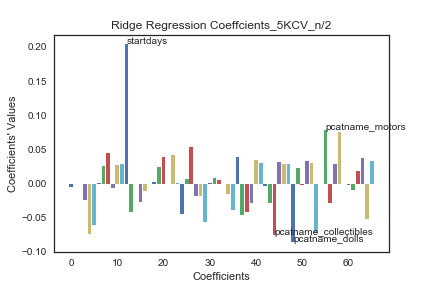 Ridge Regression Coeffcients_5KCV_n/2
startdays
pcatname_motors
pcatname_collectibles
pcatname_dolls
Coefficients' Values
0.20
0.15
0.10
0.05
0.00
−0.05
−0.10
0 10 20 30 40 50 60
Coefficients